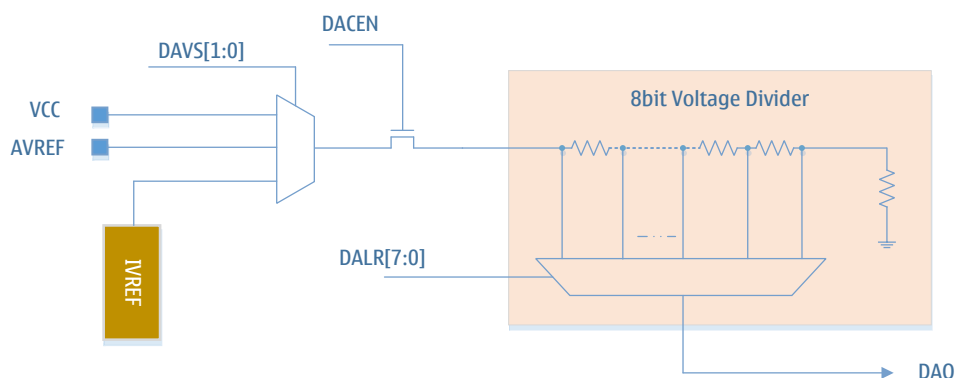 DACEN
DAVS[1:0]
VCC
AVREF
IVREF
8bit Voltage Divider
DALR[7:0]
DAO